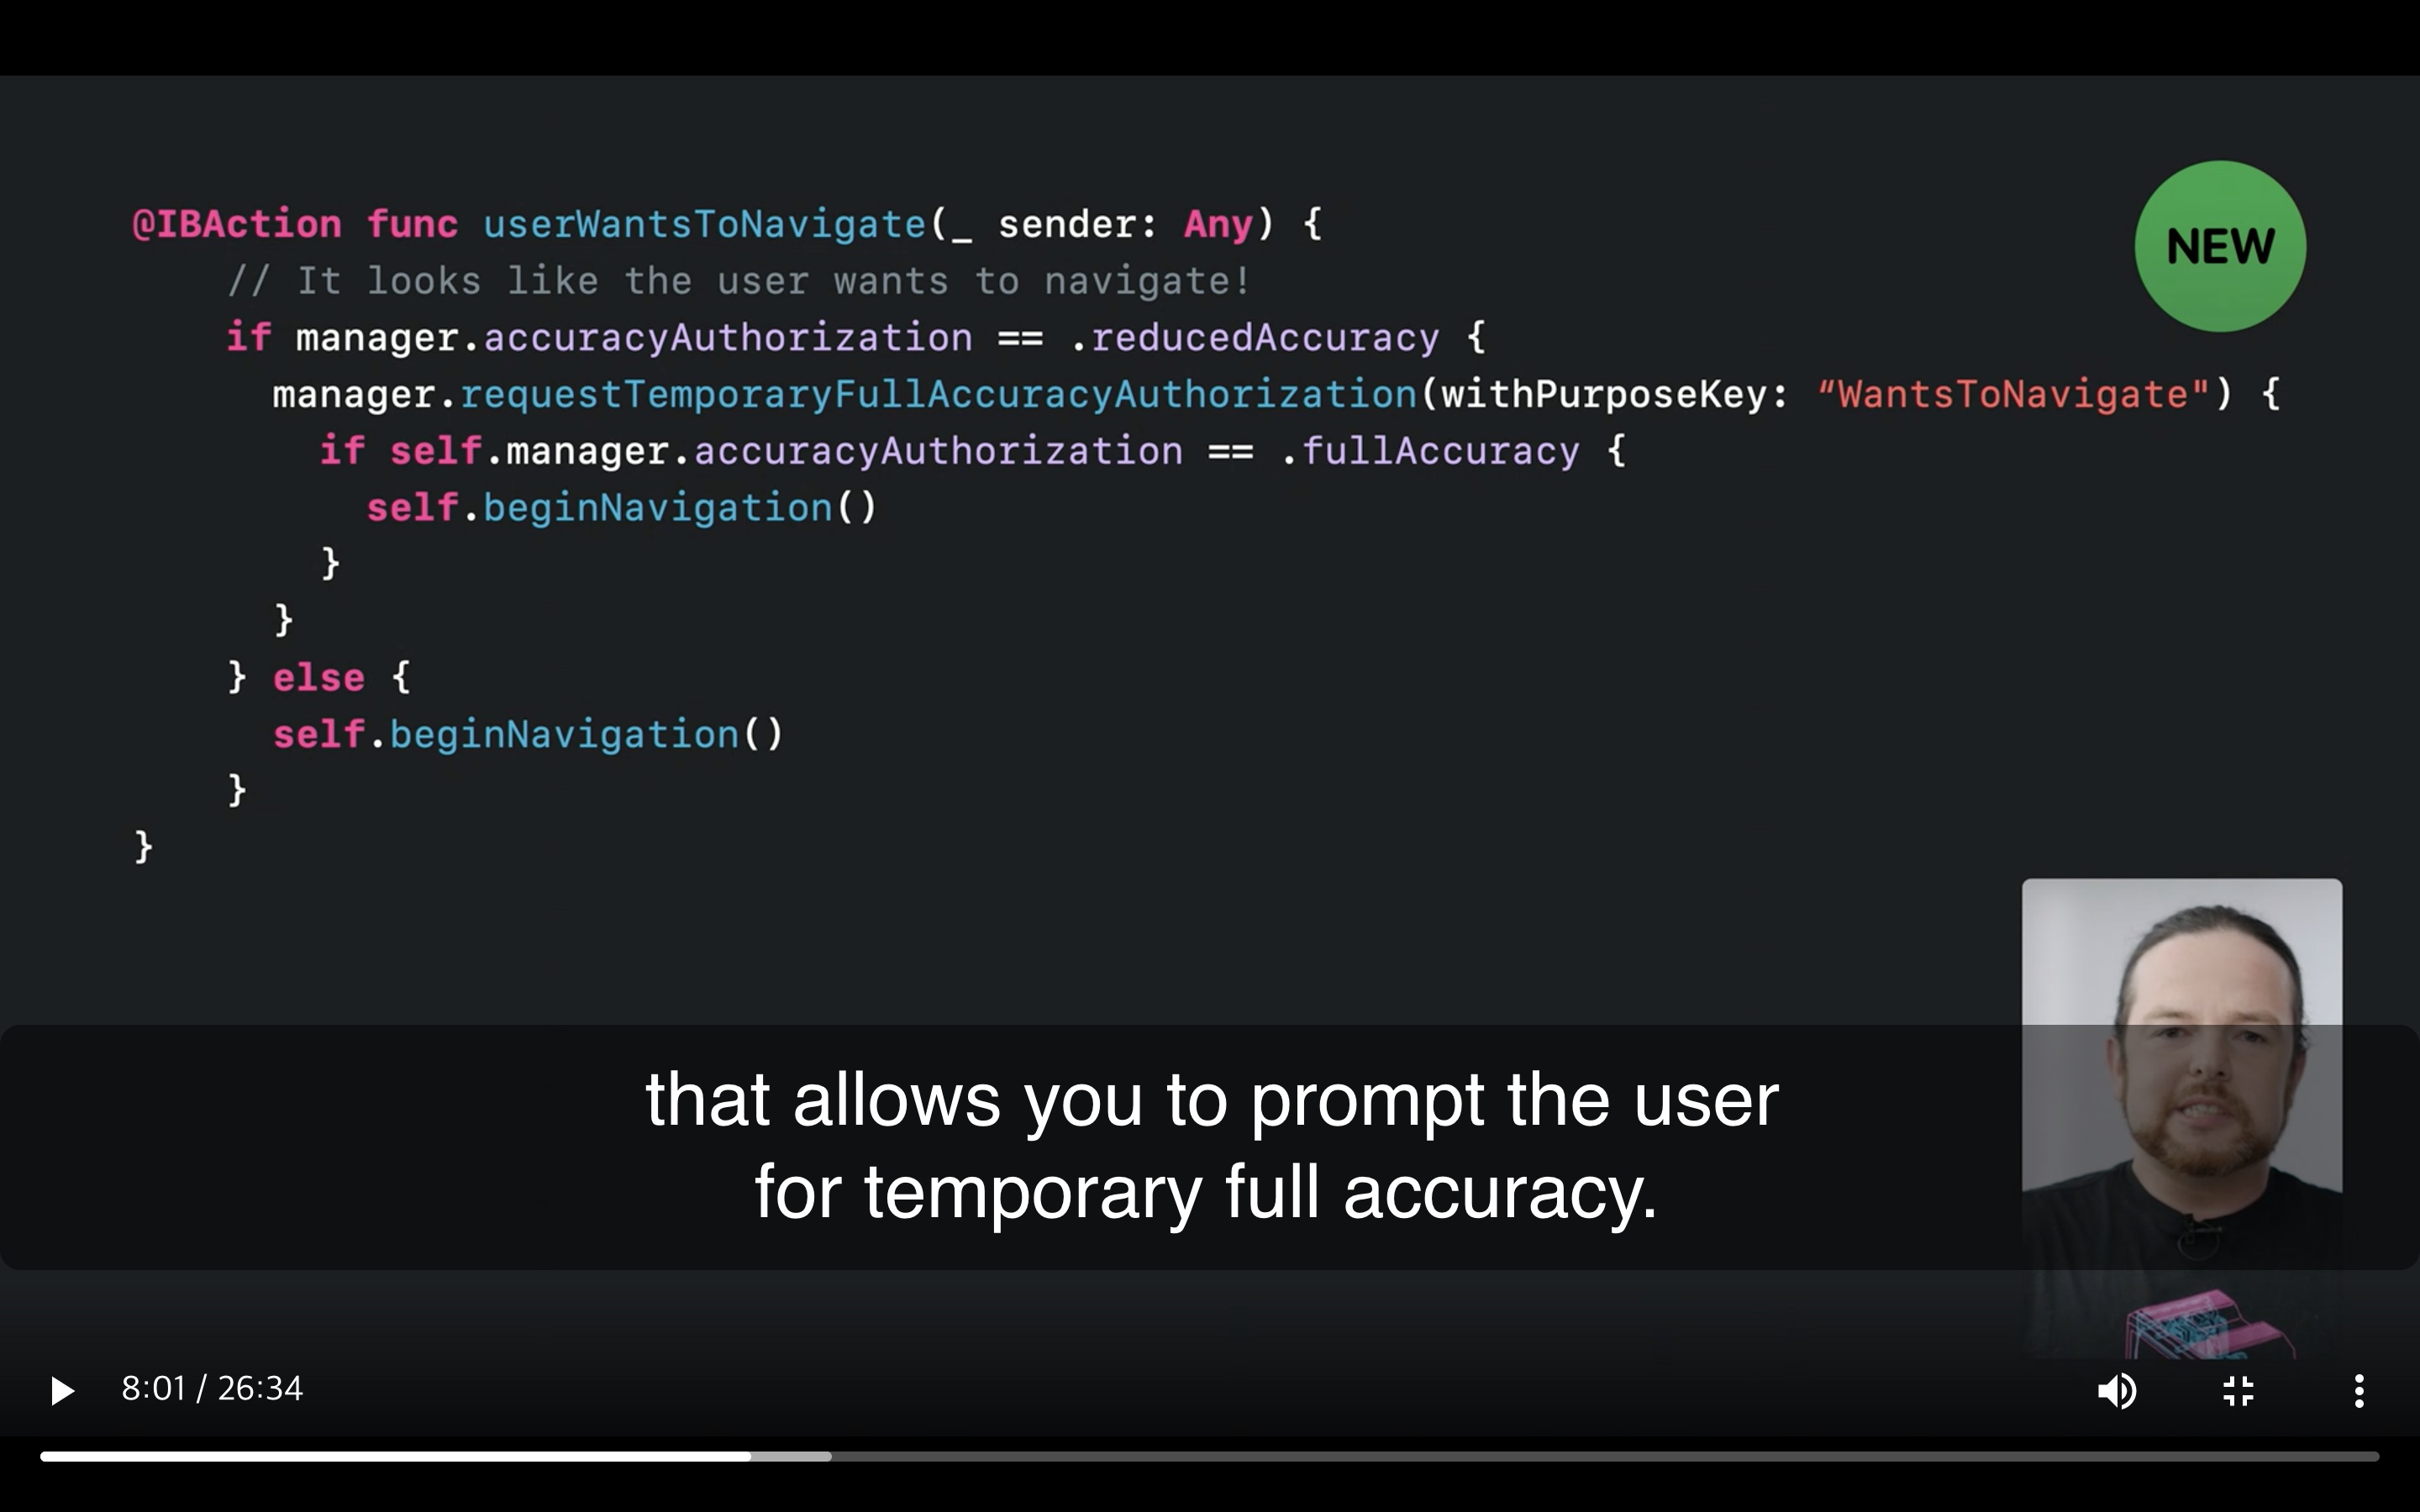 @IBAction func userWantsToNavigate(_ sender: Any) {
// It looks like the user wants to navigate!
if manager.accuracyAuthorization == .reducedAccuracy {
manager.requestTemporaryFullAccuracyAuthorization(withPurposeKey: “WantsToNavigate") {
if self.manager.accuracyAuthorization == .fullAccuracy {
self.beginNavigation()
}
}
} else {
self.beginNavigation()
}
}
NEW
that allows you to prompt the user
for temporary full accuracy.
8:01 / 26:34